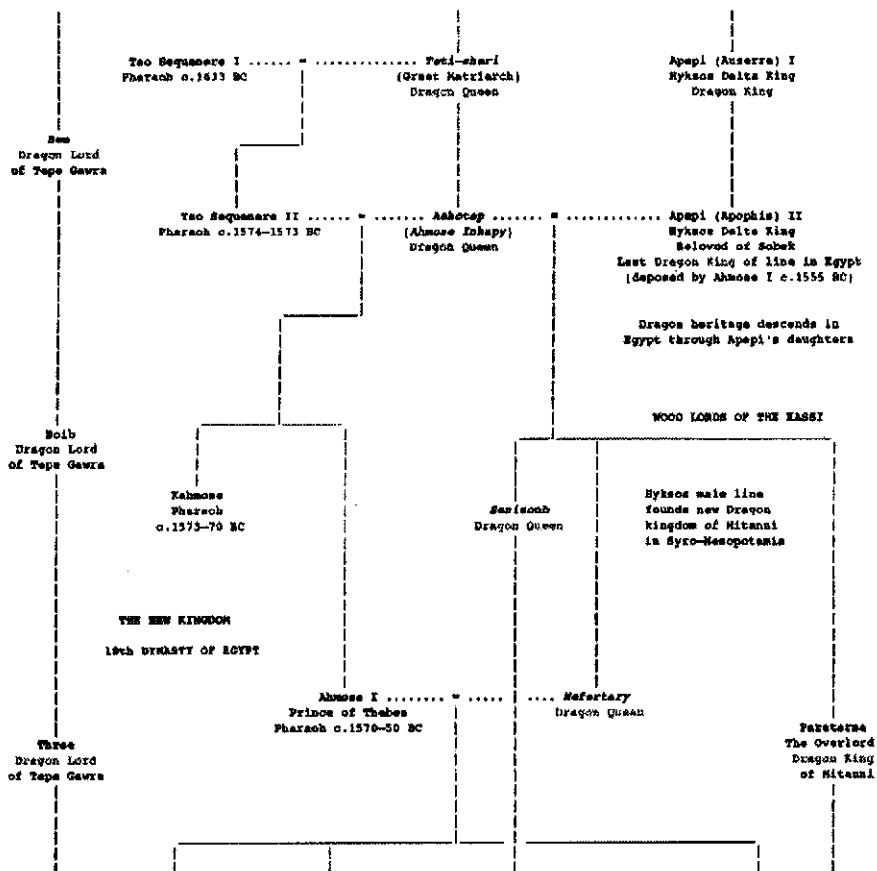 Tao Sequanere I ...... = .............. Teti-shari
Pharaoh c.1633 BC
(Great Matriarch)
Dragon Queen
Apepi (Auserre) I
Hyksos Delta King
Dragon King
Dragon Lord
of Tepe Gawra
Tao Sequanere II ...... = ...... Ashotep ........ = ............ Apepi (Apophis) II
Pharaoh c.1574-1573 BC
(Ahmose Inhapy)
Dragon Queen
Hyksos Delta King
Beloved of Sobek
Last Dragon King of line in Egypt
(deposed by Ahmose I c.1555 BC)
Dragon heritage descends in
Egypt through Apepi's daughters
WOOD LORDS OF THE KASSI
Boib
Dragon Lord
of Tepe Gawra
Kahmose
Pharaoh
c.1573-70 BC
Dragon Queen
Hyksos male line
founds new Dragon
kingdom of Mitanni
in Syro-Mesopotamia
THE NEW KINGDOM
18th DYNASTY OF EGYPT
Ahmose I ....... = ......... Nefertary
Prince of Thebes
Pharaoh c.1570-50 BC
Dragon Queen
Three
Dragon Lord
of Tepe Gawra
Paratarna
The Overlord
Dragon King
of Mitanni